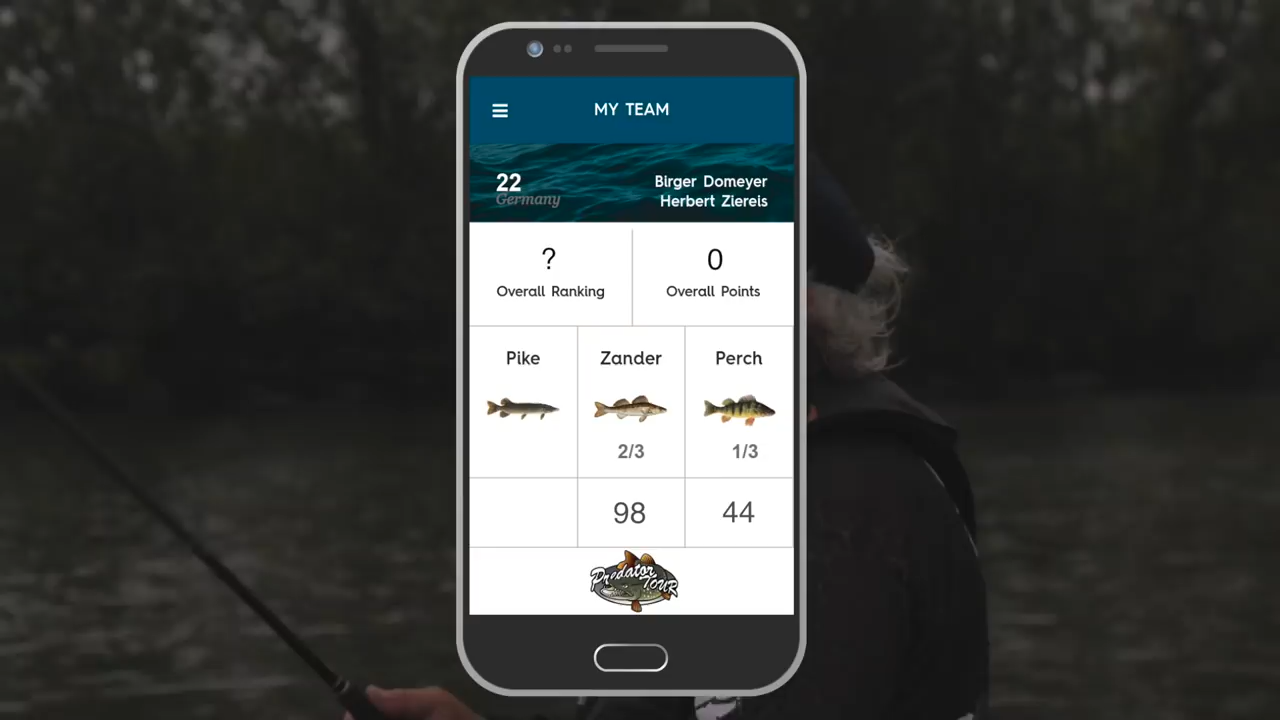 MY TEAM
22
Germany
Birger Domeyer
Herbert Ziereis
?
Overall Ranking
0
Overall Points
Pike
Zander
Perch
2/3
1/3
98
44
Predator
TOUR